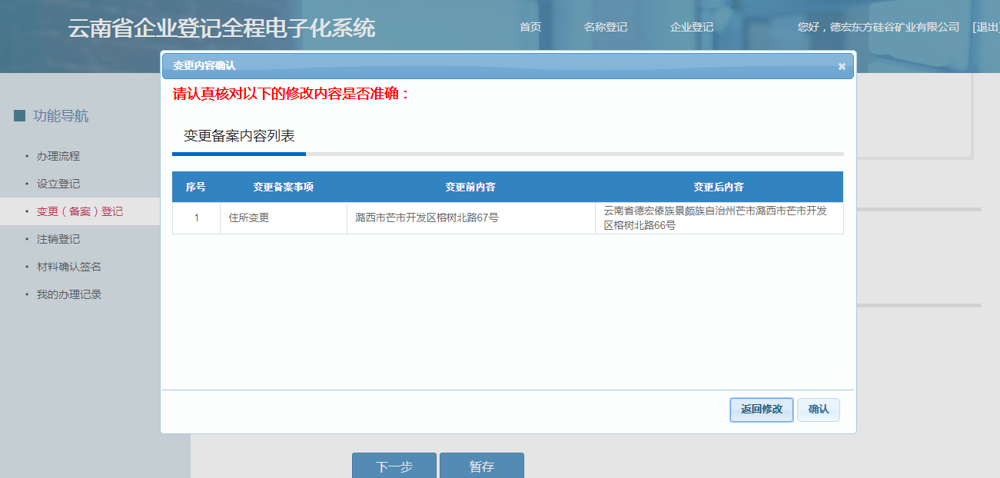 云南省企业登记全程电子化系统
首页 名称登记 企业登记 您好，德宏东方硅谷矿业有限公司 [退出]
变更内容确认 ×
请认真核对以下的修改内容是否准确：
功能导航
办理流程
设立登记
变更（备案）登记
注销登记
材料确认签名
我的办理记录
变更备案内容列表
序号 变更备案事项 变更前内容 变更后内容
1 住所变更 潞西市芒市开发区榕树北路67号 云南省德宏傣族景颇族自治州芒市潞西市芒市开发
区榕树北路66号
返回修改 确认
下一步 暂存